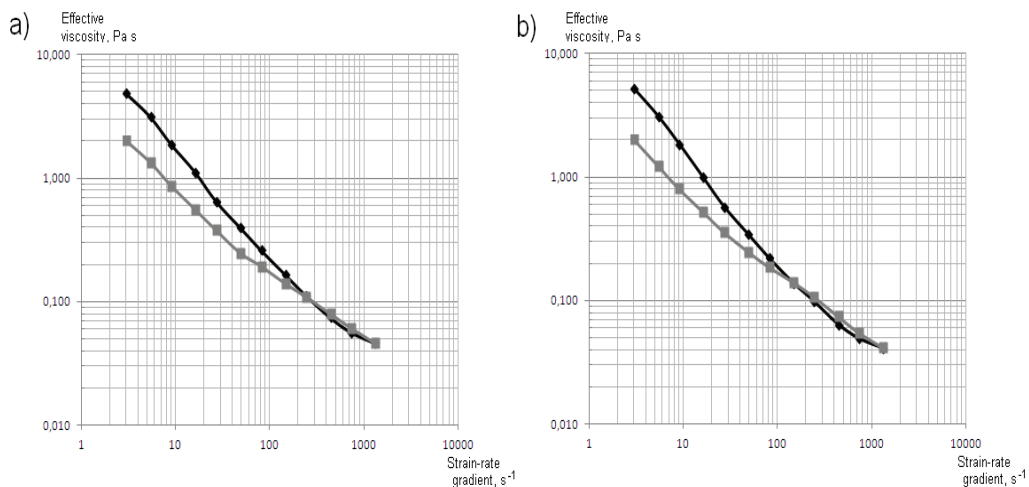 a)
Effective
viscosity, Pa s
10,000
1,000
0,100
0,010
1 10 100 1000 10000
Strain-rate
gradient, s⁻¹
b)
Effective
viscosity, Pa s
10,000
1,000
0,100
0,010
1 10 100 1000 10000
Strain-rate
gradient, s⁻¹